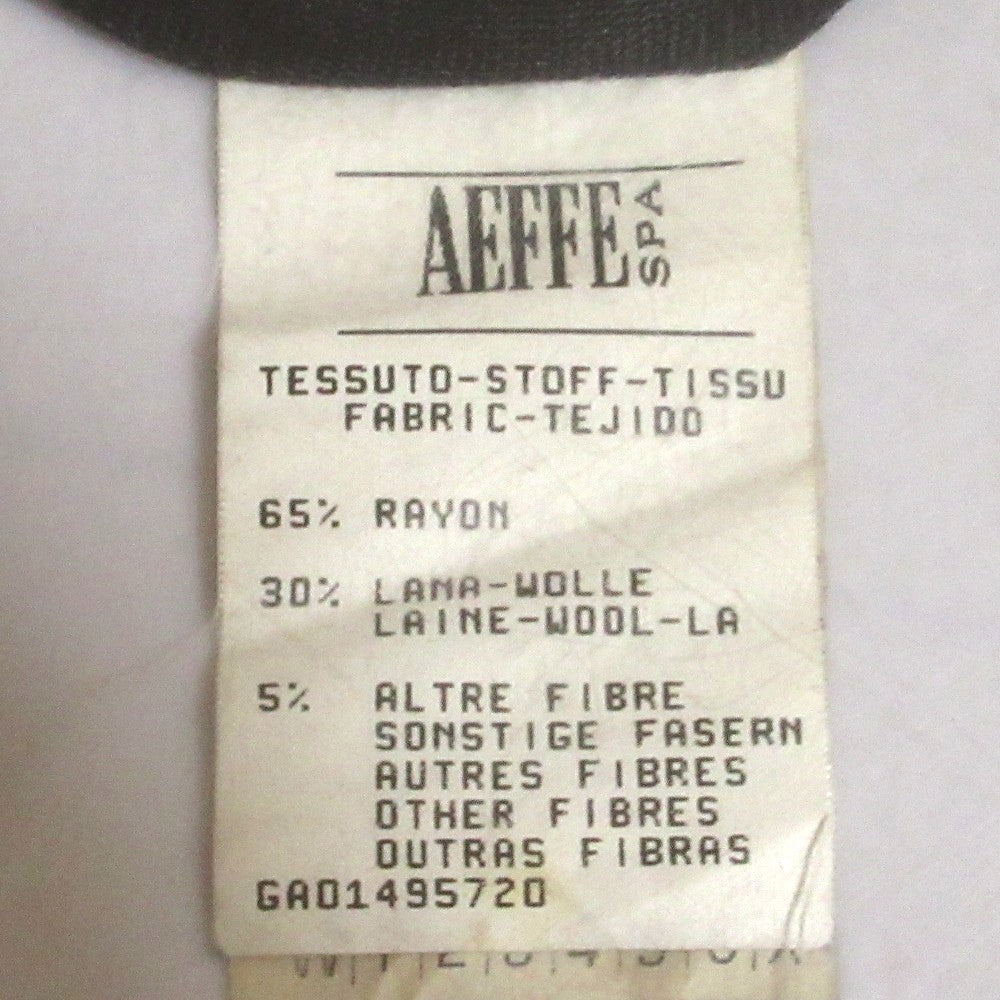 AEFFE SPA
TESSUTO-STOFF-TISSU
FABRIC-TEJIDO
65% RAYON
30% LANA-WOLLE
LAINE-WOOL-LA
5% ALTRE FIBRE
SONSTIGE FASERN
AUTRES FIBRES
OTHER FIBRES
OUTRAS FIBRAS
GA01495720